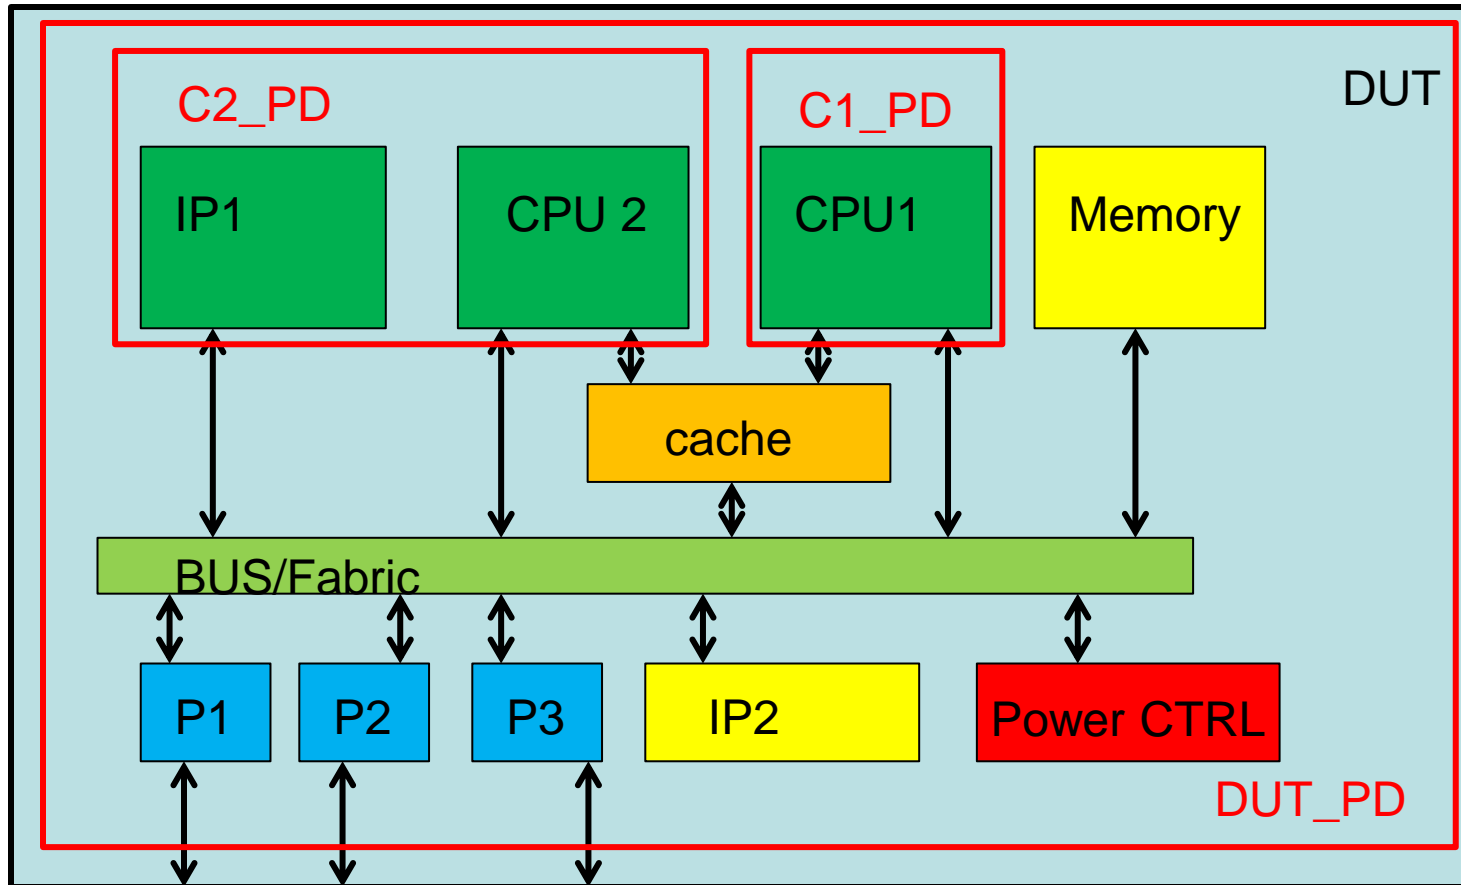 DUT
C2_PD
C1_PD
IP1
CPU 2
CPU1
Memory
cache
BUS/Fabric
P1
P2
P3
IP2
Power CTRL
DUT_PD